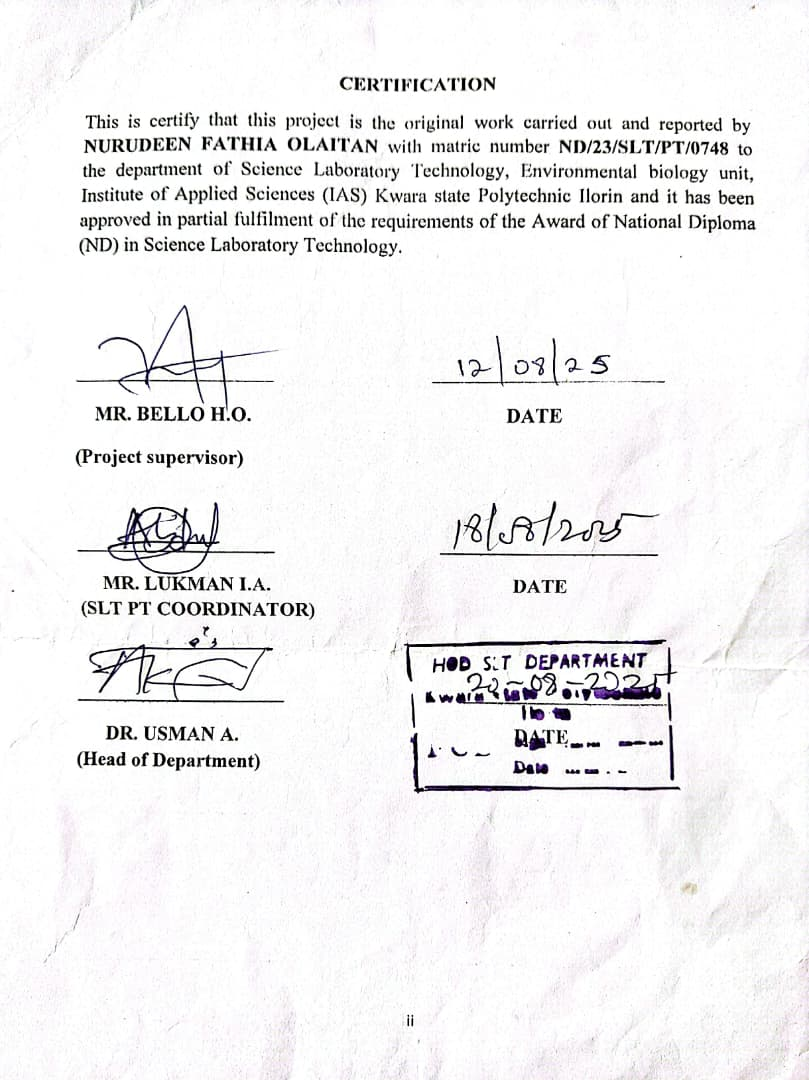 CERTIFICATION
This is certify that this project is the original work carried out and reported by
NURUDEEN FATHIA OLAITAN with matric number ND/23/SLT/PT/0748 to
the department of Science Laboratory Technology, Environmental biology unit,
Institute of Applied Sciences (IAS) Kwara state Polytechnic Ilorin and it has been
approved in partial fulfilment of the requirements of the Award of National Diploma
(ND) in Science Laboratory Technology.
12/08/25
MR. BELLO H.O. DATE
(Project supervisor)
18/08/2025
MR. LUKMAN I.A. DATE
(SLT PT COORDINATOR)
HOD SLT DEPARTMENT
DR. USMAN A. DATE
(Head of Department)
Date
ii